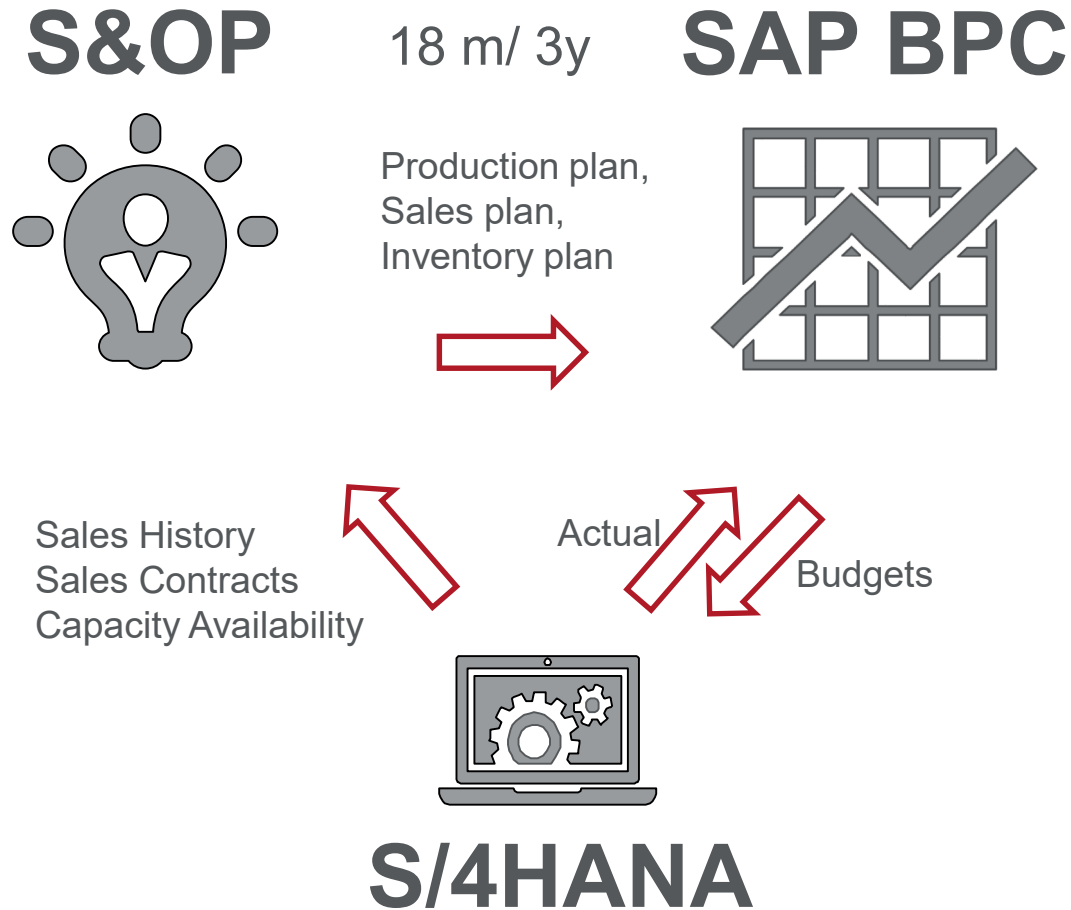 S&OP
18 m/ 3y
SAP BPC
Production plan,
Sales plan,
Inventory plan
Sales History
Sales Contracts
Capacity Availability
Actual
Budgets
S/4HANA